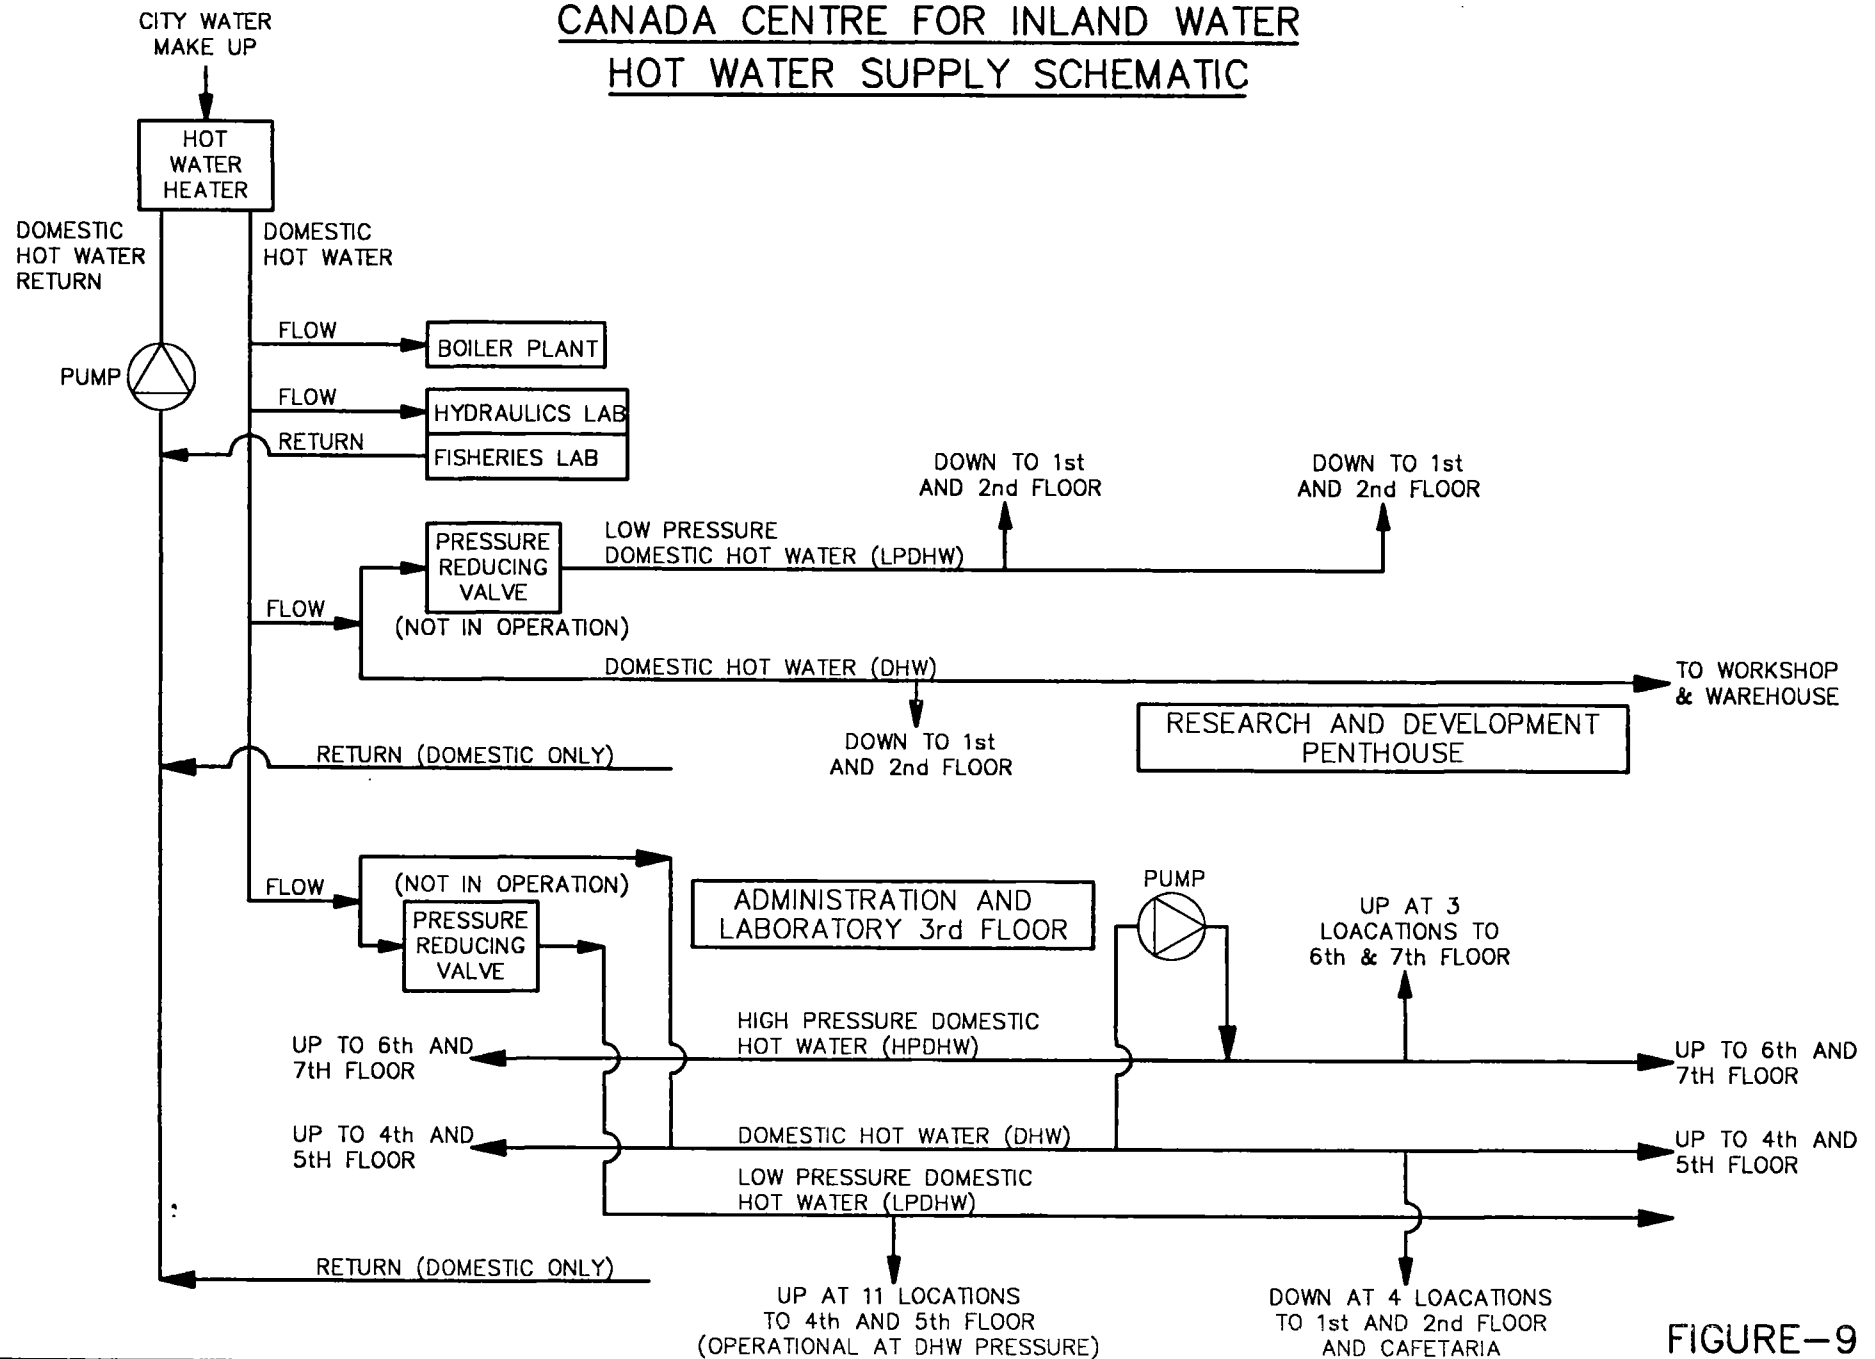 CITY WATER
MAKE UP
CANADA CENTRE FOR INLAND WATER
HOT WATER SUPPLY SCHEMATIC
HOT
WATER
HEATER
DOMESTIC
HOT WATER
RETURN
DOMESTIC
HOT WATER
FLOW
BOILER PLANT
PUMP
FLOW
HYDRAULICS LAB
RETURN
FISHERIES LAB
DOWN TO 1st
AND 2nd FLOOR
DOWN TO 1st
AND 2nd FLOOR
PRESSURE
REDUCING
VALVE
LOW PRESSURE
DOMESTIC HOT WATER (LPDHW)
FLOW
(NOT IN OPERATION)
DOMESTIC HOT WATER (DHW)
TO WORKSHOP
& WAREHOUSE
DOWN TO 1st
AND 2nd FLOOR
RESEARCH AND DEVELOPMENT
PENTHOUSE
RETURN (DOMESTIC ONLY)
FLOW
(NOT IN OPERATION)
PRESSURE
REDUCING
VALVE
ADMINISTRATION AND
LABORATORY 3rd FLOOR
PUMP
UP AT 3
LOACATIONS TO
6th & 7th FLOOR
UP TO 6th AND
7tH FLOOR
HIGH PRESSURE DOMESTIC
HOT WATER (HPDHW)
UP TO 6th AND
7tH FLOOR
UP TO 4th AND
5tH FLOOR
DOMESTIC HOT WATER (DHW)
UP TO 4th AND
5tH FLOOR
LOW PRESSURE DOMESTIC
HOT WATER (LPDHW)
RETURN (DOMESTIC ONLY)
UP AT 11 LOCATIONS
TO 4th AND 5th FLOOR
(OPERATIONAL AT DHW PRESSURE)
DOWN AT 4 LOACATIONS
TO 1st AND 2nd FLOOR
AND CAFETARIA
FIGURE-9